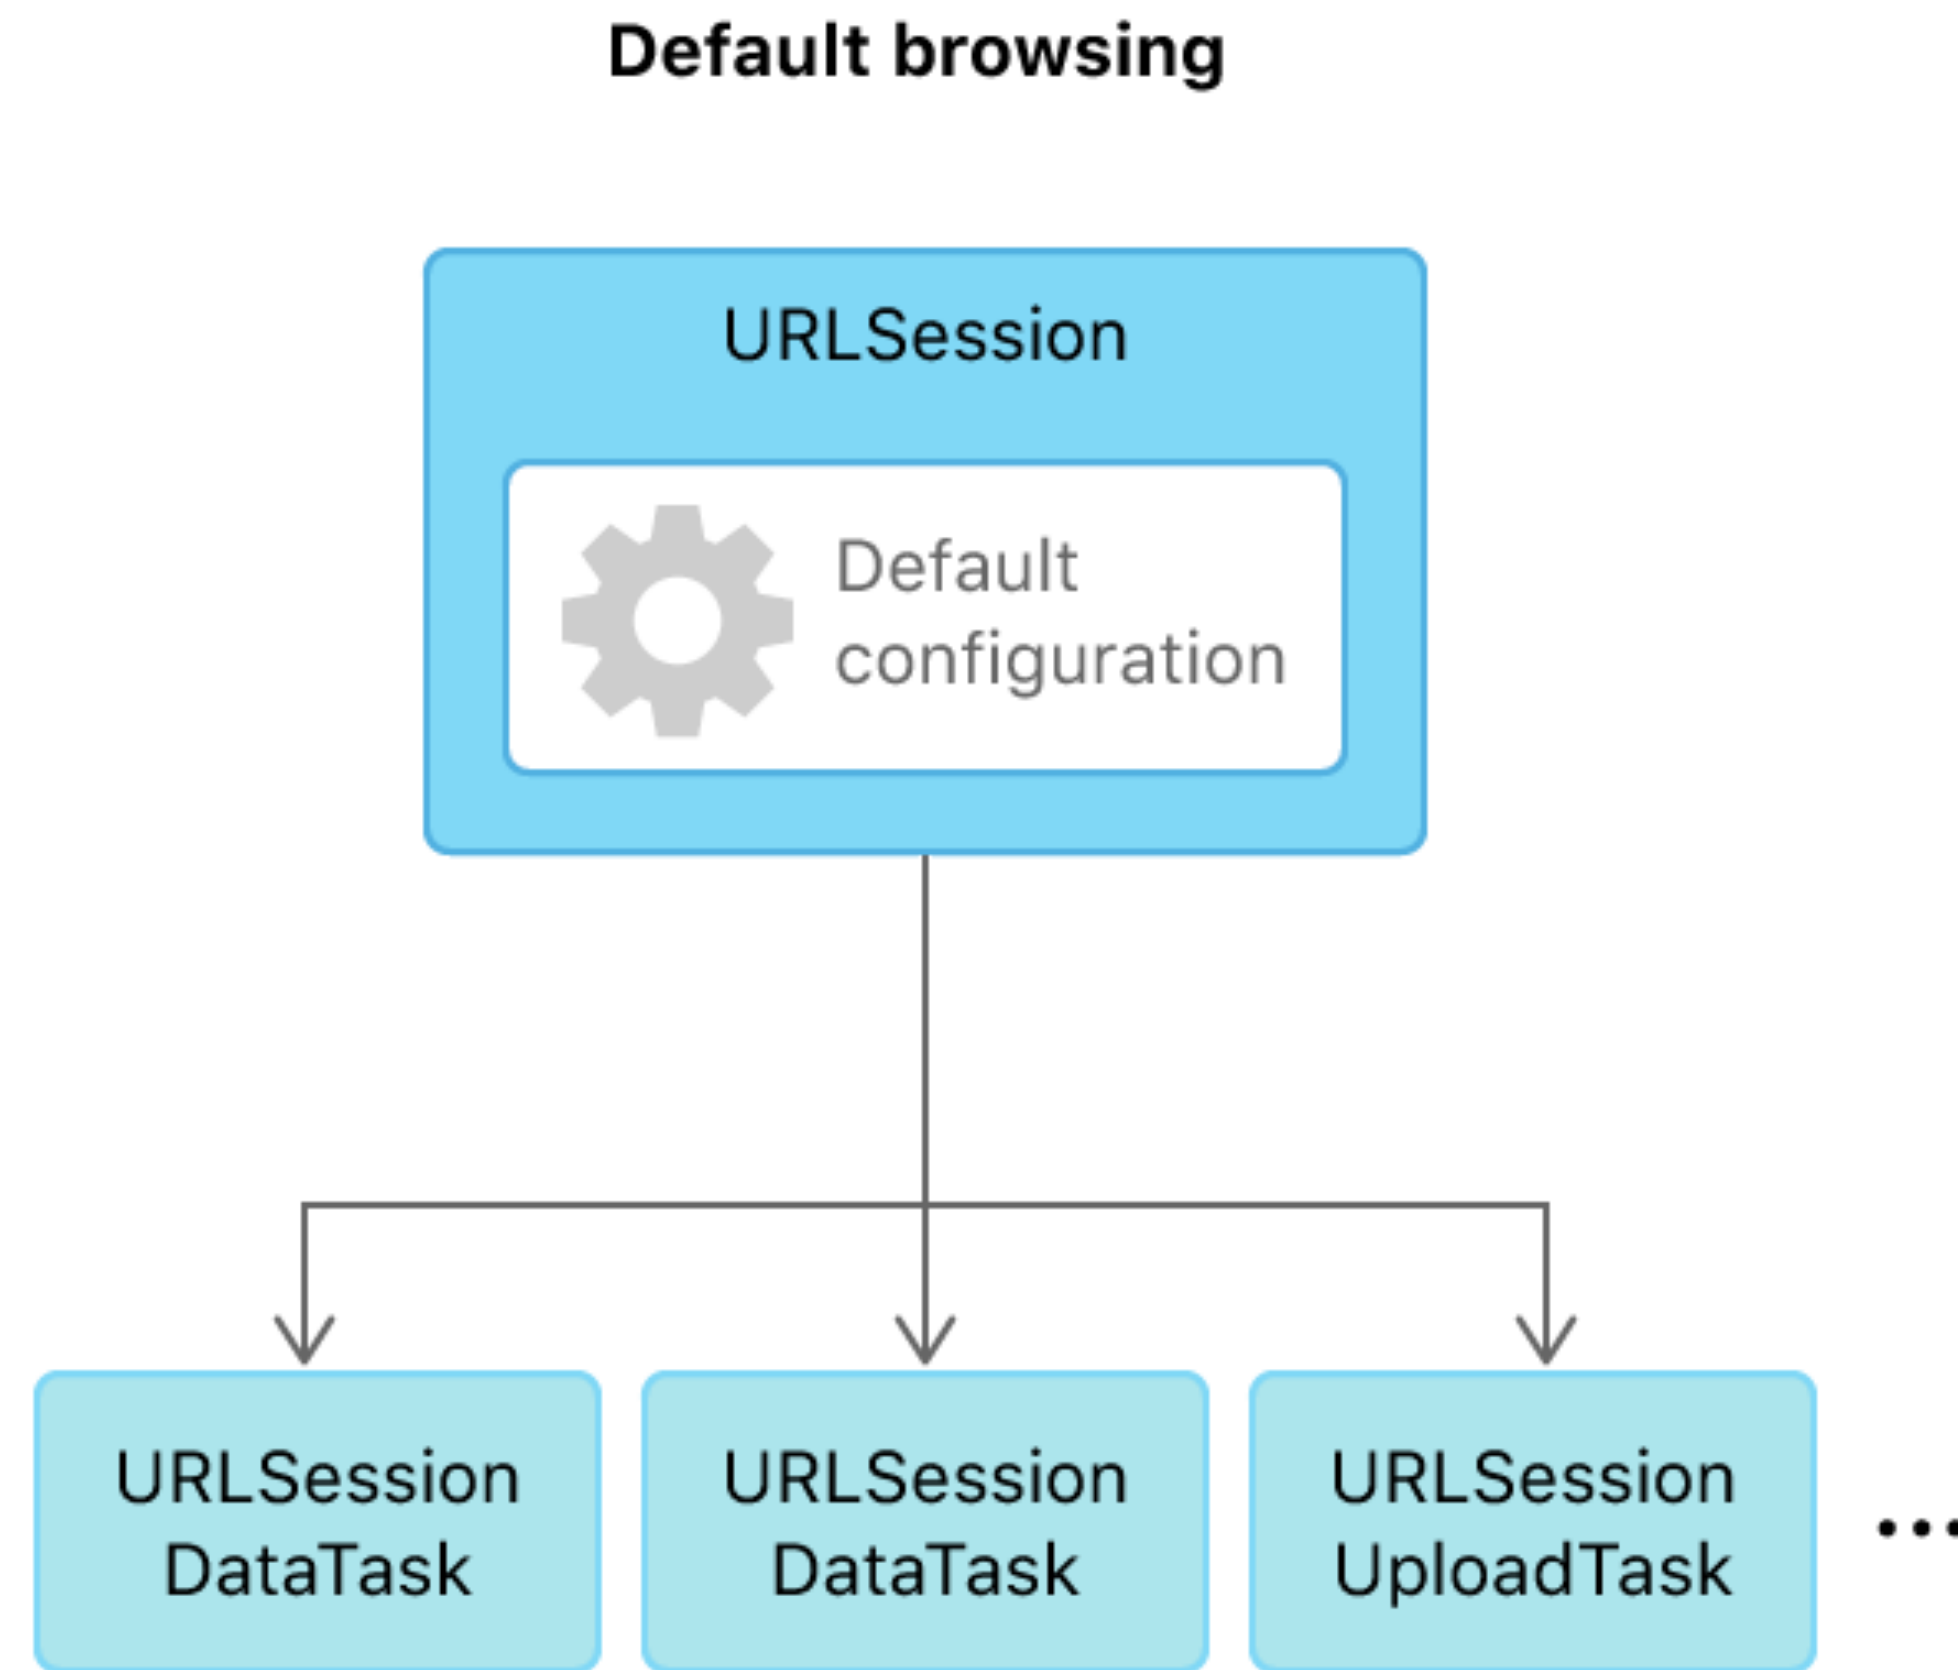 Default browsing
URLSession
Default
configuration
URLSession
DataTask
URLSession
DataTask
URLSession
UploadTask
...